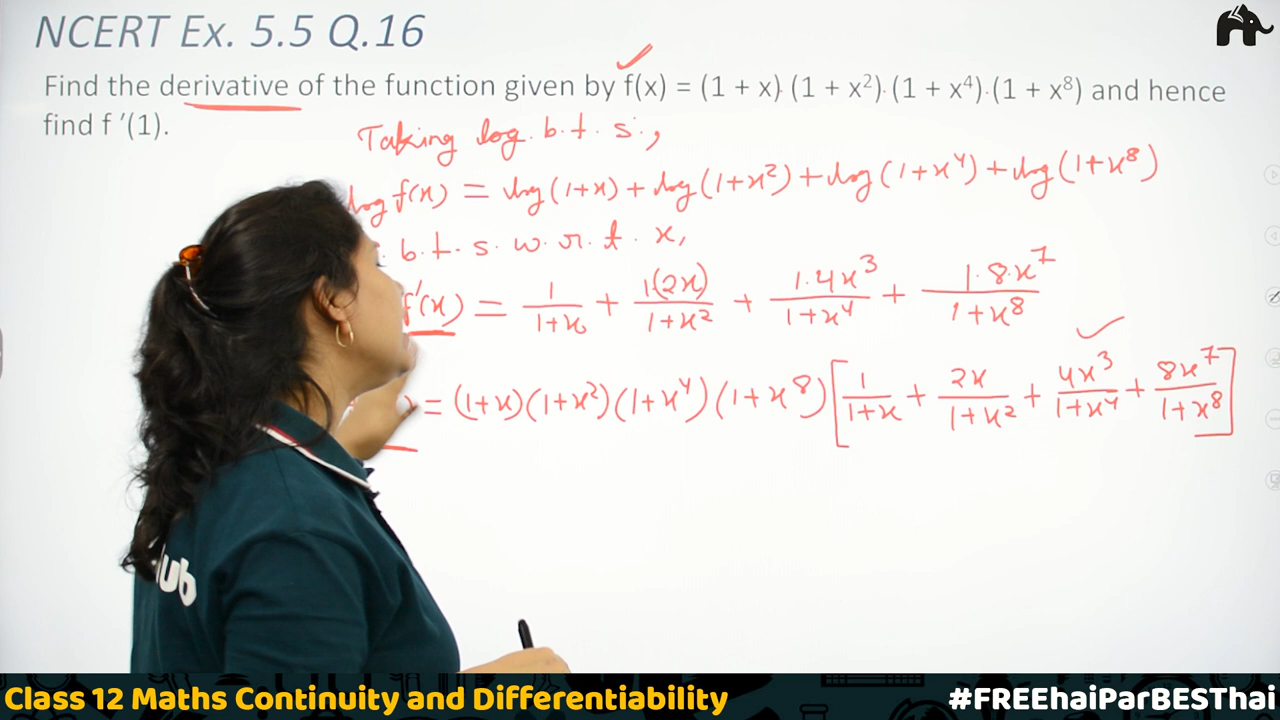 NCERT Ex. 5.5 Q.16
Find the derivative of the function given by f(x) = (1 + x)·(1 + x²)·(1 + x⁴)·(1 + x⁸) and hence
find f ′(1).
Taking log b.t.s.,
log f(x) = log(1+x) + log(1+x²) + log(1+x⁴) + log(1+x⁸)
b.t.s w.r.t x,
f'(x) = 1/(1+x) + 1(2x)/(1+x²) + 1.4x³/(1+x⁴) + 1.8.x⁷/(1+x⁸)
= (1+x)(1+x²)(1+x⁴)(1+x⁸)[1/(1+x) + 2x/(1+x²) + 4x³/(1+x⁴) + 8x⁷/(1+x⁸)]
ub
Class 12 Maths Continuity and Differentiability
#FREEhaiParBESThai